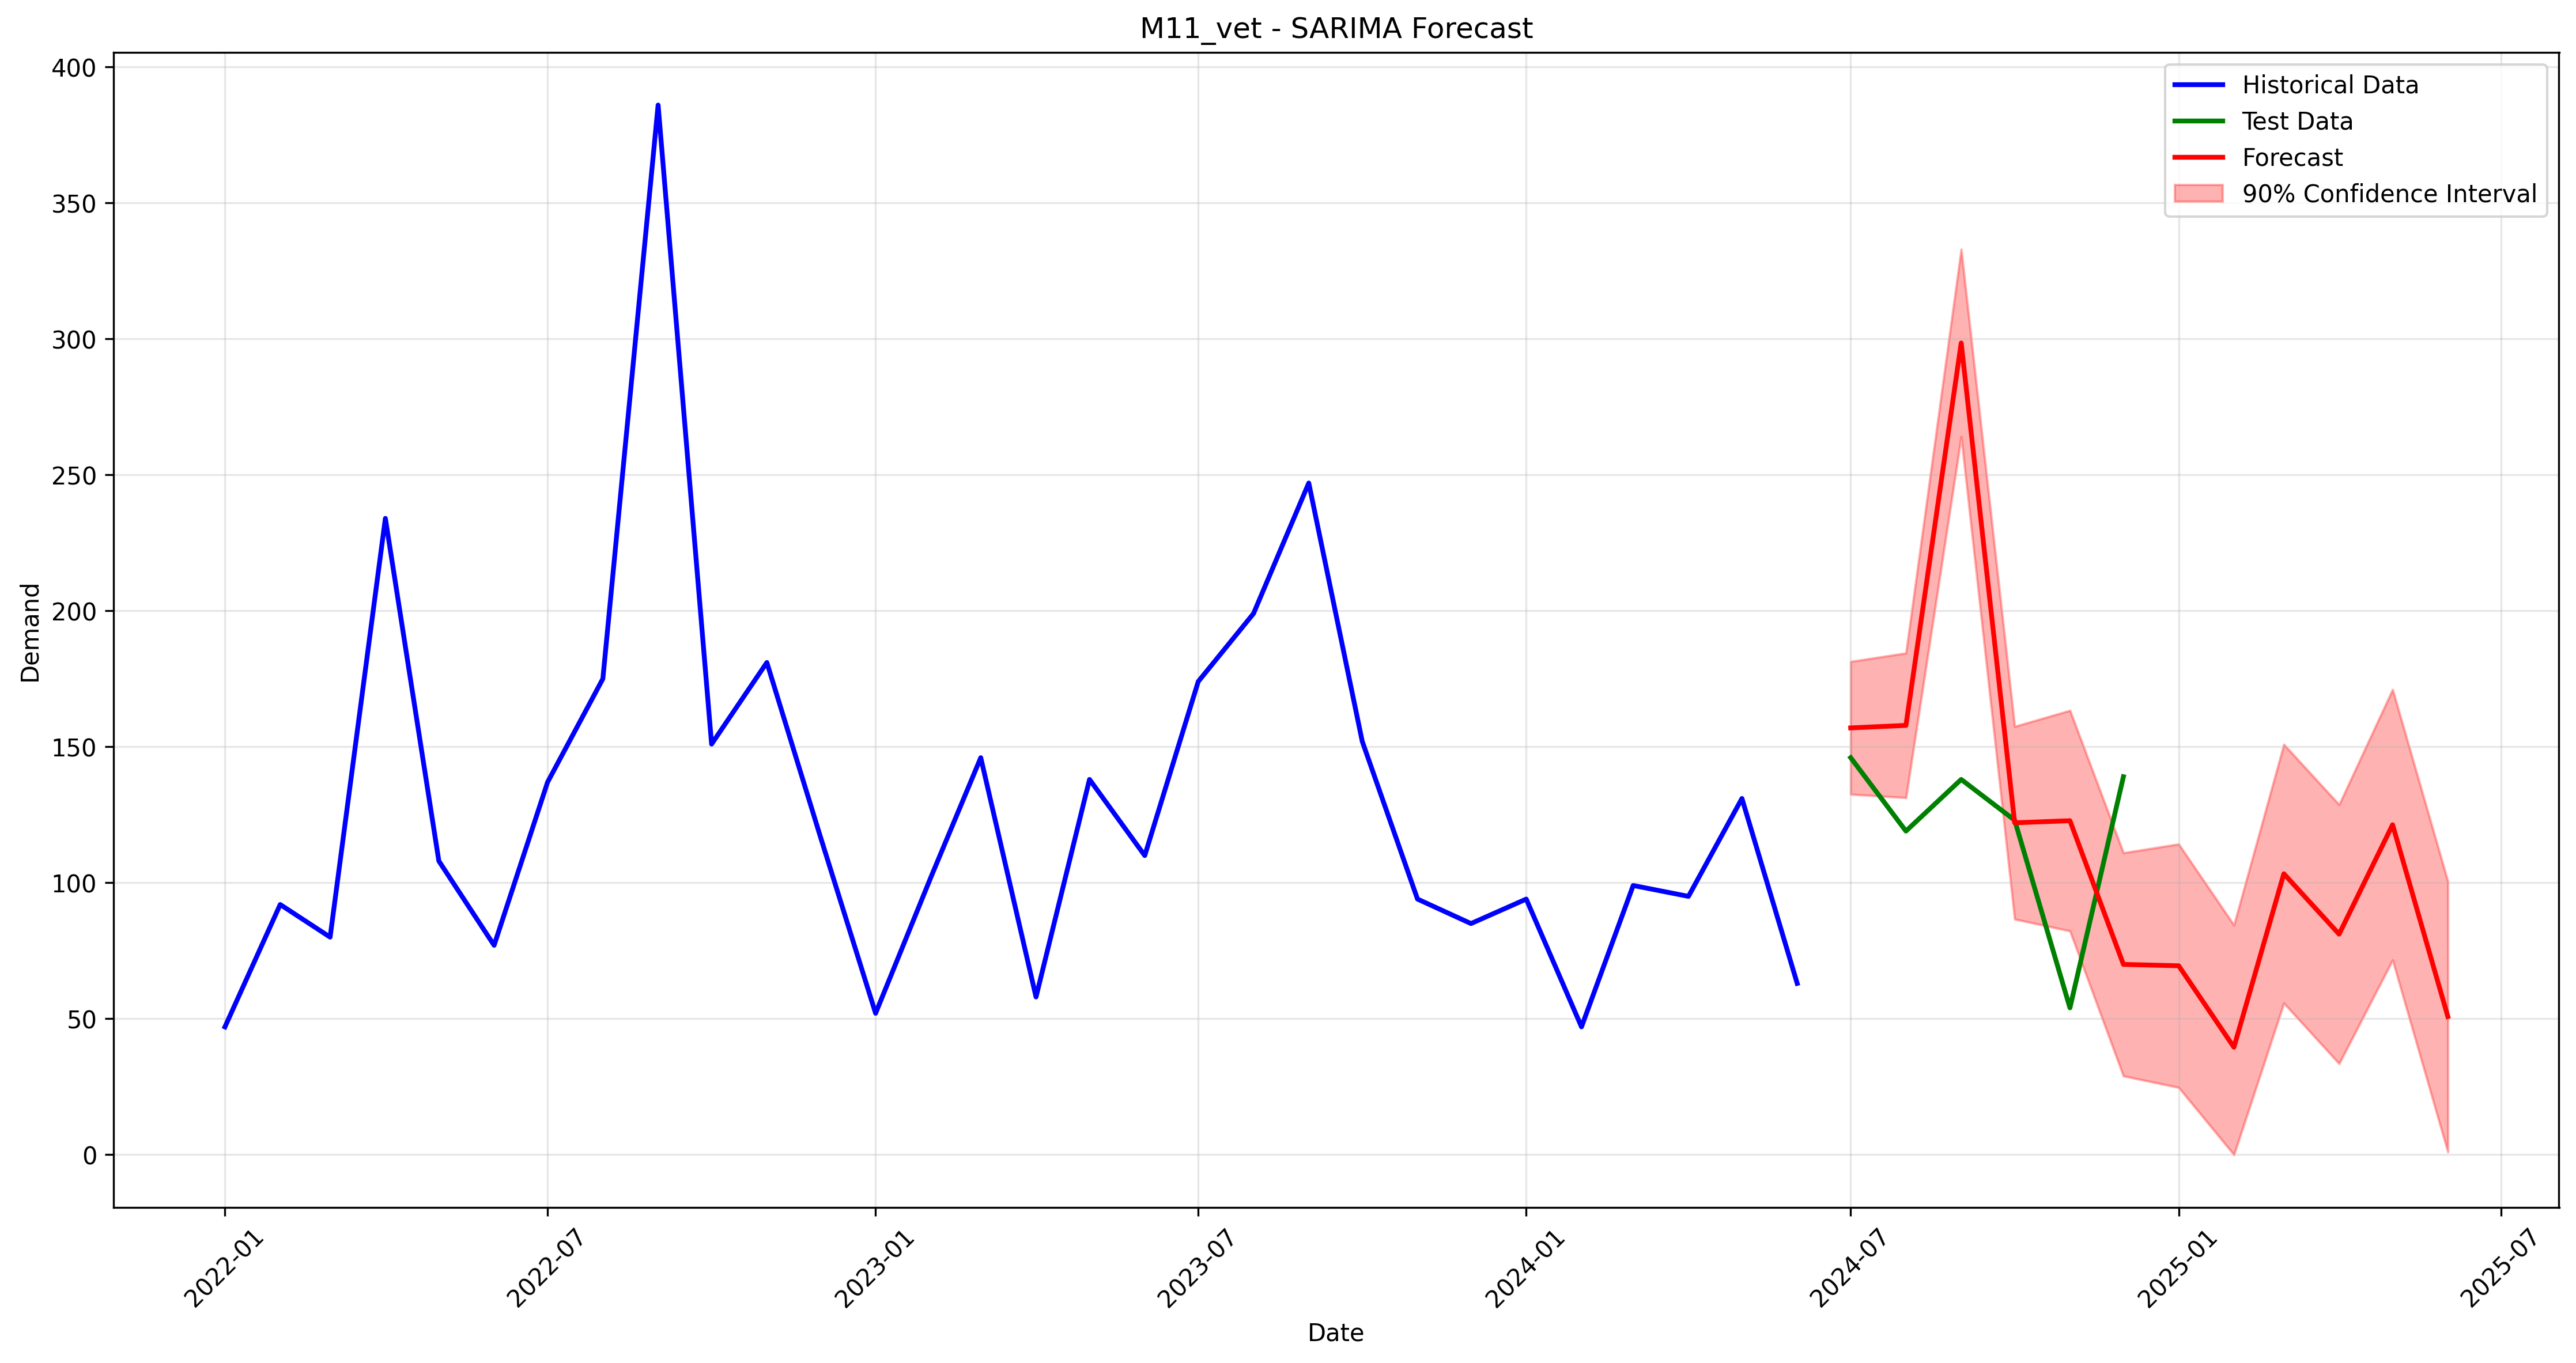 M11_vet - SARIMA Forecast
Historical Data
Test Data
Forecast
90% Confidence Interval
400
350
300
250
200
150
100
50
0
Demand
2022-01
2022-07
2023-01
2023-07
2024-01
2024-07
2025-01
2025-07
Date